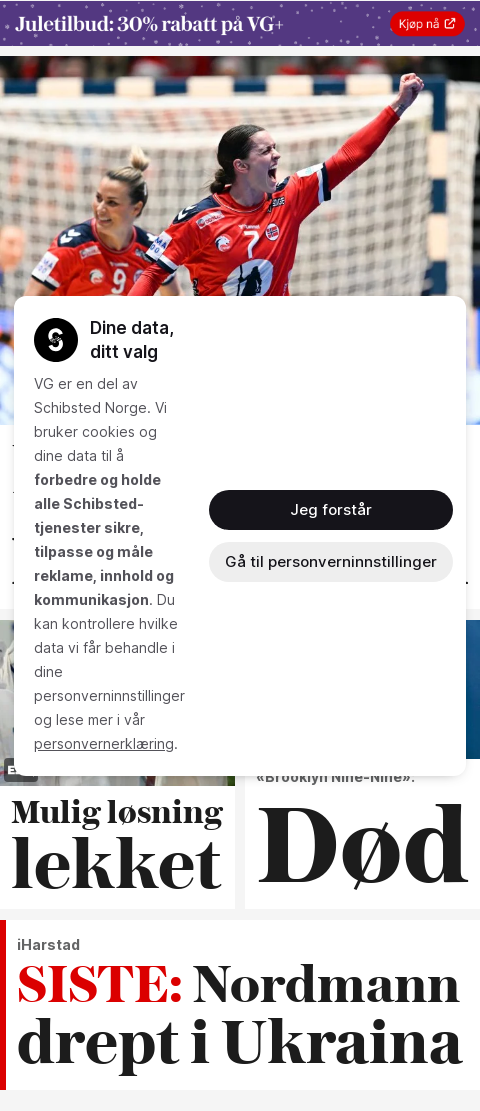 Juletilbud: 30% rabatt på VG+
Kjøp nå
9
7
Dine data,
ditt valg
VG er en del av
Schibsted Norge. Vi
bruker cookies og
dine data til å
forbedre og holde
alle Schibsted-
tjenester sikre,
tilpasse og måle
reklame, innhold og
kommunikasjon. Du
kan kontrollere hvilke
data vi får behandle i
dine
personverninnstillinger
og lese mer i vår
personvernerklæring.
Jeg forstår
Gå til personverninnstillinger
Mulig løsning
lekket
«Brooklyn Nine-Nine».
Død
iHarstad
SISTE: Nordmann
drept i Ukraina